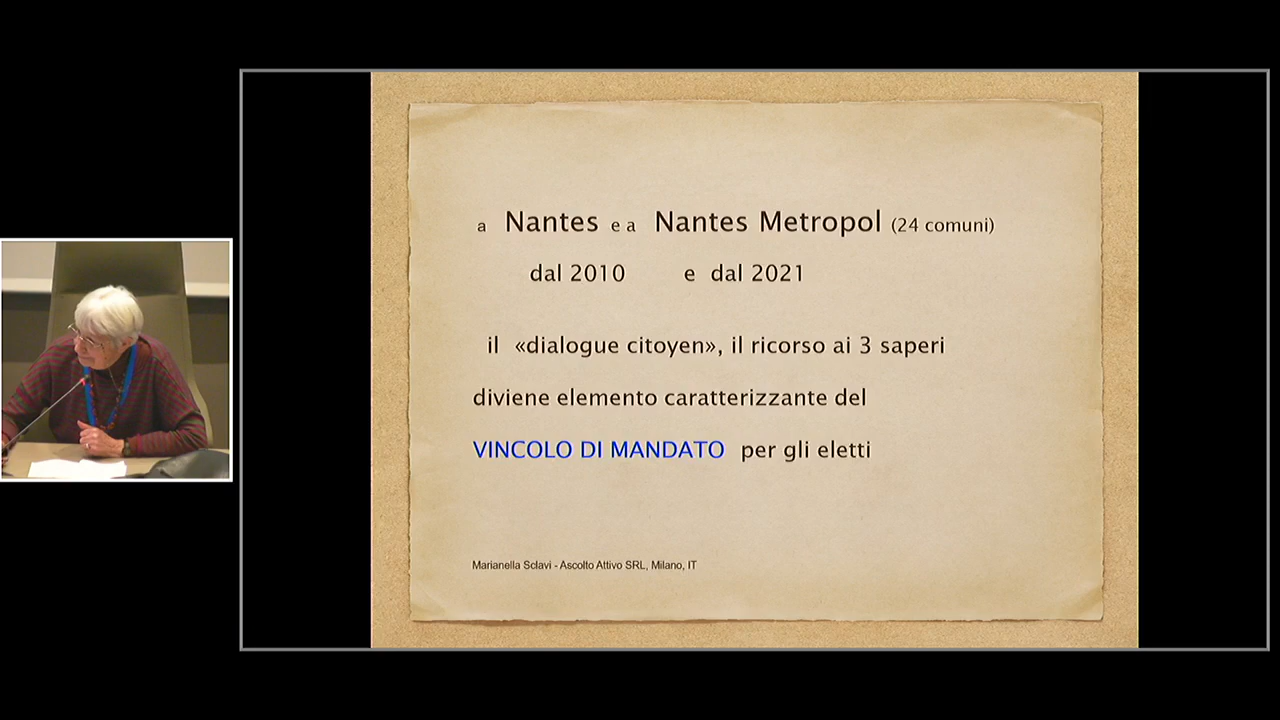 a Nantes e a Nantes Metropol (24 comuni)
dal 2010 e dal 2021
il «dialogue citoyen», il ricorso ai 3 saperi
diviene elemento caratterizzante del
VINCOLO DI MANDATO per gli eletti
Marianella Sclavi - Ascolto Attivo SRL, Milano, IT